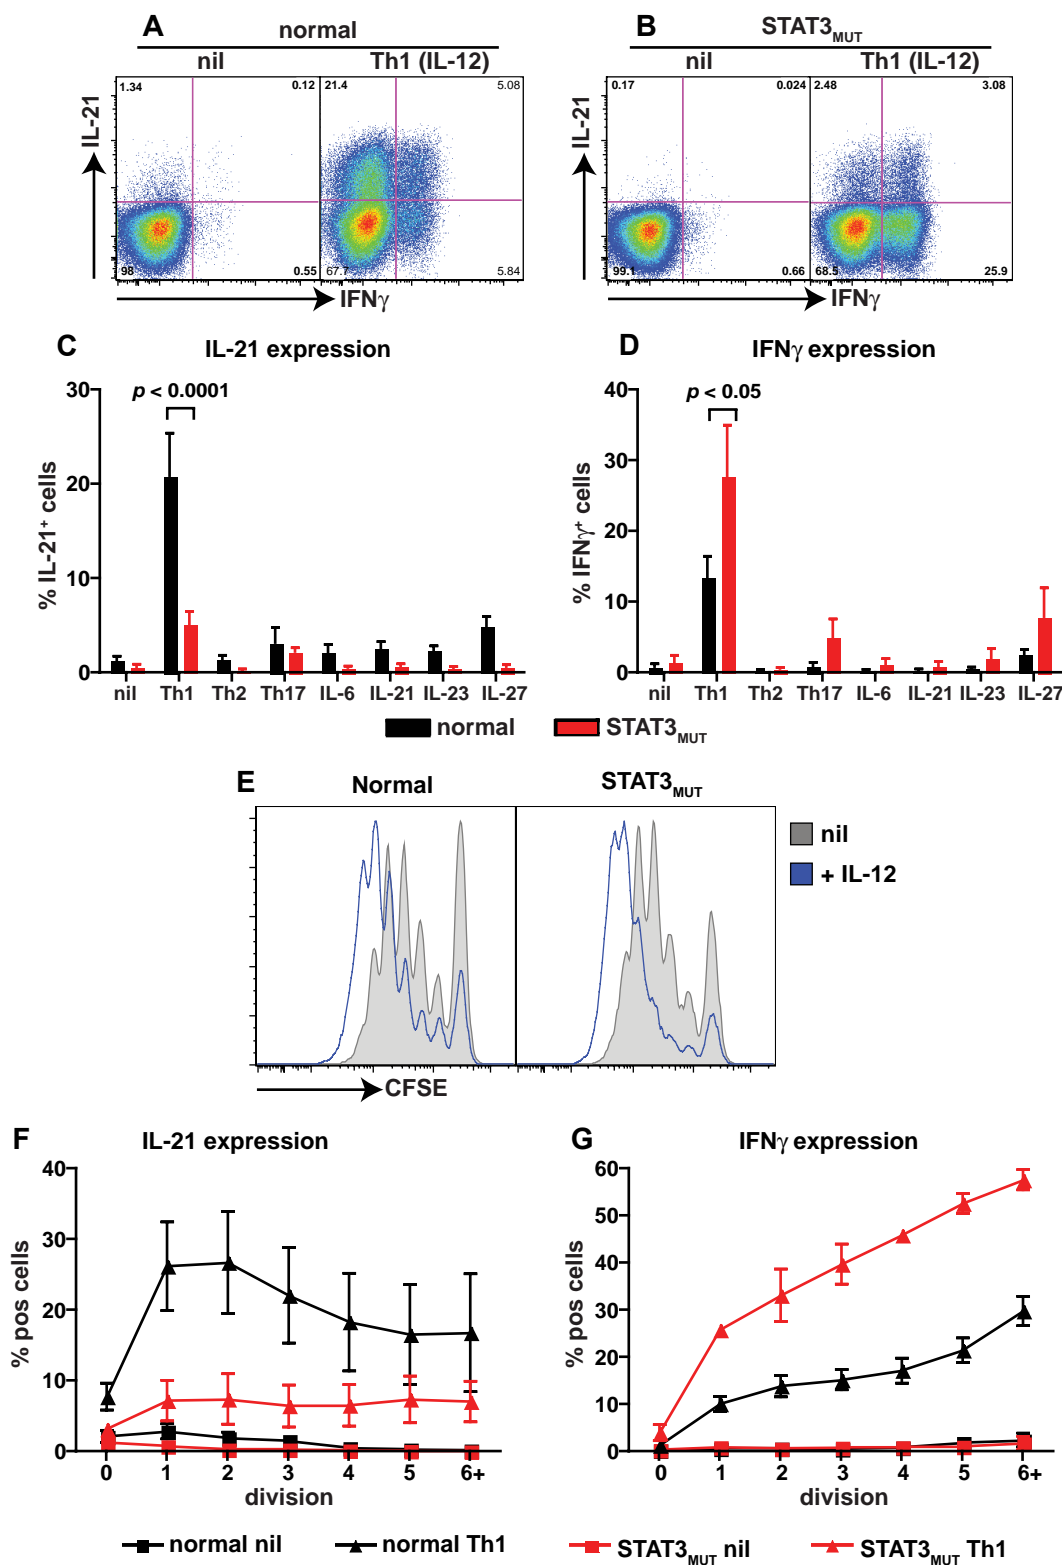 A normal
nil Th1 (IL-12)
IL-21
1.34 0.12 21.4 5.08
98 0.55 67.7 5.84
IFNγ
B STAT3MUT
nil Th1 (IL-12)
IL-21
0.17 0.024 2.48 3.08
99.1 0.66 68.5 25.9
IFNγ
C IL-21 expression
p < 0.0001
% IL-21+ cells
30
20
10
0
nil Th1 Th2 Th17 IL-6 IL-21 IL-23 IL-27
D IFNγ expression
p < 0.05
% IFNγ+ cells
40
30
20
10
0
nil Th1 Th2 Th17 IL-6 IL-21 IL-23 IL-27
normal STAT3MUT
E Normal STAT3MUT
nil
+ IL-12
CFSE
F IL-21 expression
% pos cells
40
30
20
10
0
0 1 2 3 4 5 6+
division
G IFNγ expression
% pos cells
60
50
40
30
20
10
0
0 1 2 3 4 5 6+
division
normal nil normal Th1 STAT3MUT nil STAT3MUT Th1